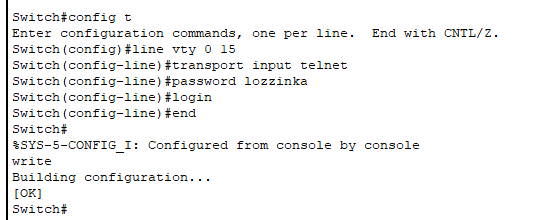 Switch#config t
Enter configuration commands, one per line.  End with CNTL/Z.
Switch(config)#line vty 0 15
Switch(config-line)#transport input telnet
Switch(config-line)#password lozzinka
Switch(config-line)#login
Switch(config-line)#end
Switch#
%SYS-5-CONFIG_I: Configured from console by console
write
Building configuration...
[OK]
Switch#